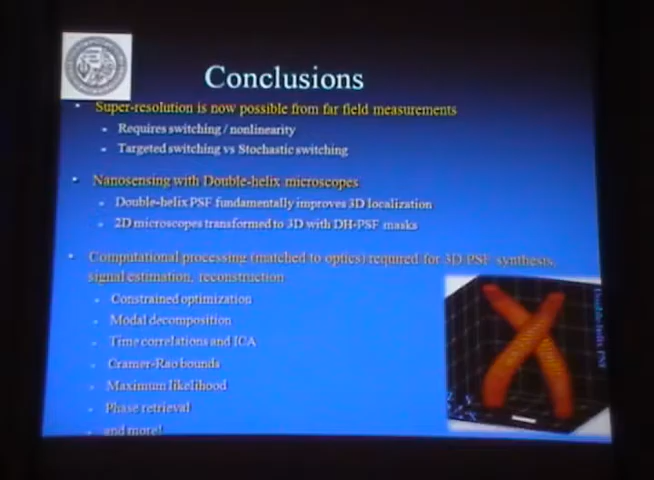 Conclusions
• Super-resolution is now possible from far field measurements
• Requires switching / nonlinearity
• Targeted switching vs Stochastic switching
• Nanosensing with Double-helix microscopes
• Double-helix PSF fundamentally improves 3D localization
• 2D microscopes transformed to 3D with DH-PSF masks
• Computational processing (matched to optics) required for 3D PSF synthesis,
signal estimation, reconstruction
• Constrained optimization
• Modal decomposition
• Time correlations and ICA
• Cramer-Rao bounds
• Maximum likelihood
• Phase retrieval
• and more!
Double-helix PSF